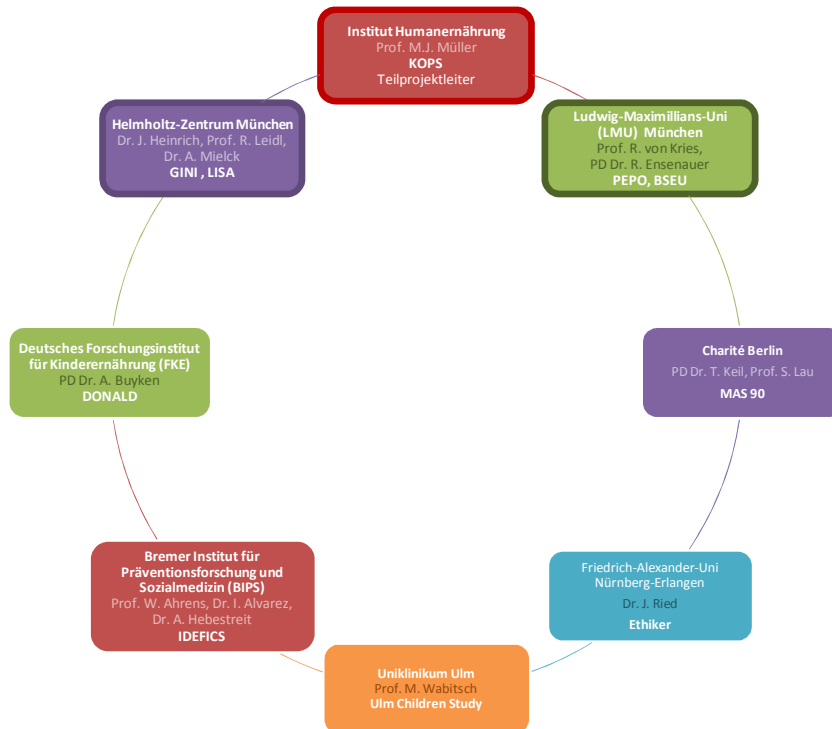 Institut Humanernährung
Prof. M.J. Müller
KOPS
Teilprojektleiter
Ludwig-Maximillians-Uni
(LMU) München
Prof. R. von Kries,
PD Dr. R. Ensenauer
PEPO, BSEU
Charité Berlin
PD Dr. T. Keil, Prof. S. Lau
MAS 90
Friedrich-Alexander-Uni
Nürnberg-Erlangen
Dr. J. Ried
Ethiker
Uniklinikum Ulm
Prof. M. Wabitsch
Ulm Children Study
Bremer Institut für
Präventionsforschung und
Sozialmedizin (BIPS)
Prof. W. Ahrens, Dr. I. Alvarez,
Dr. A. Hebestreit
IDEFICS
Deutsches Forschungsinstitut
für Kinderernährung (FKE)
PD Dr. A. Buyken
DONALD
Helmholtz-Zentrum München
Dr. J. Heinrich, Prof. R. Leidl,
Dr. A. Mielck
GINI , LISA